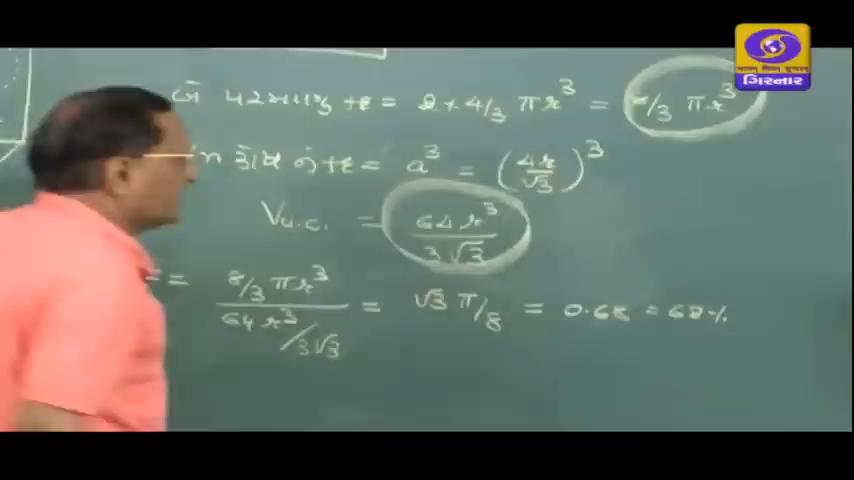 ગિરનાર
બે પરમાણુનું કદ = 2 × 4/3 πr³ = 8/3 πr³
કોષનું કદ = a³ = (4r/√3)³
Vu.c. = 64r³/3√3
= 8/3 πr³ / 64r³/3√3 = √3 π/8 = 0.68 = 68%